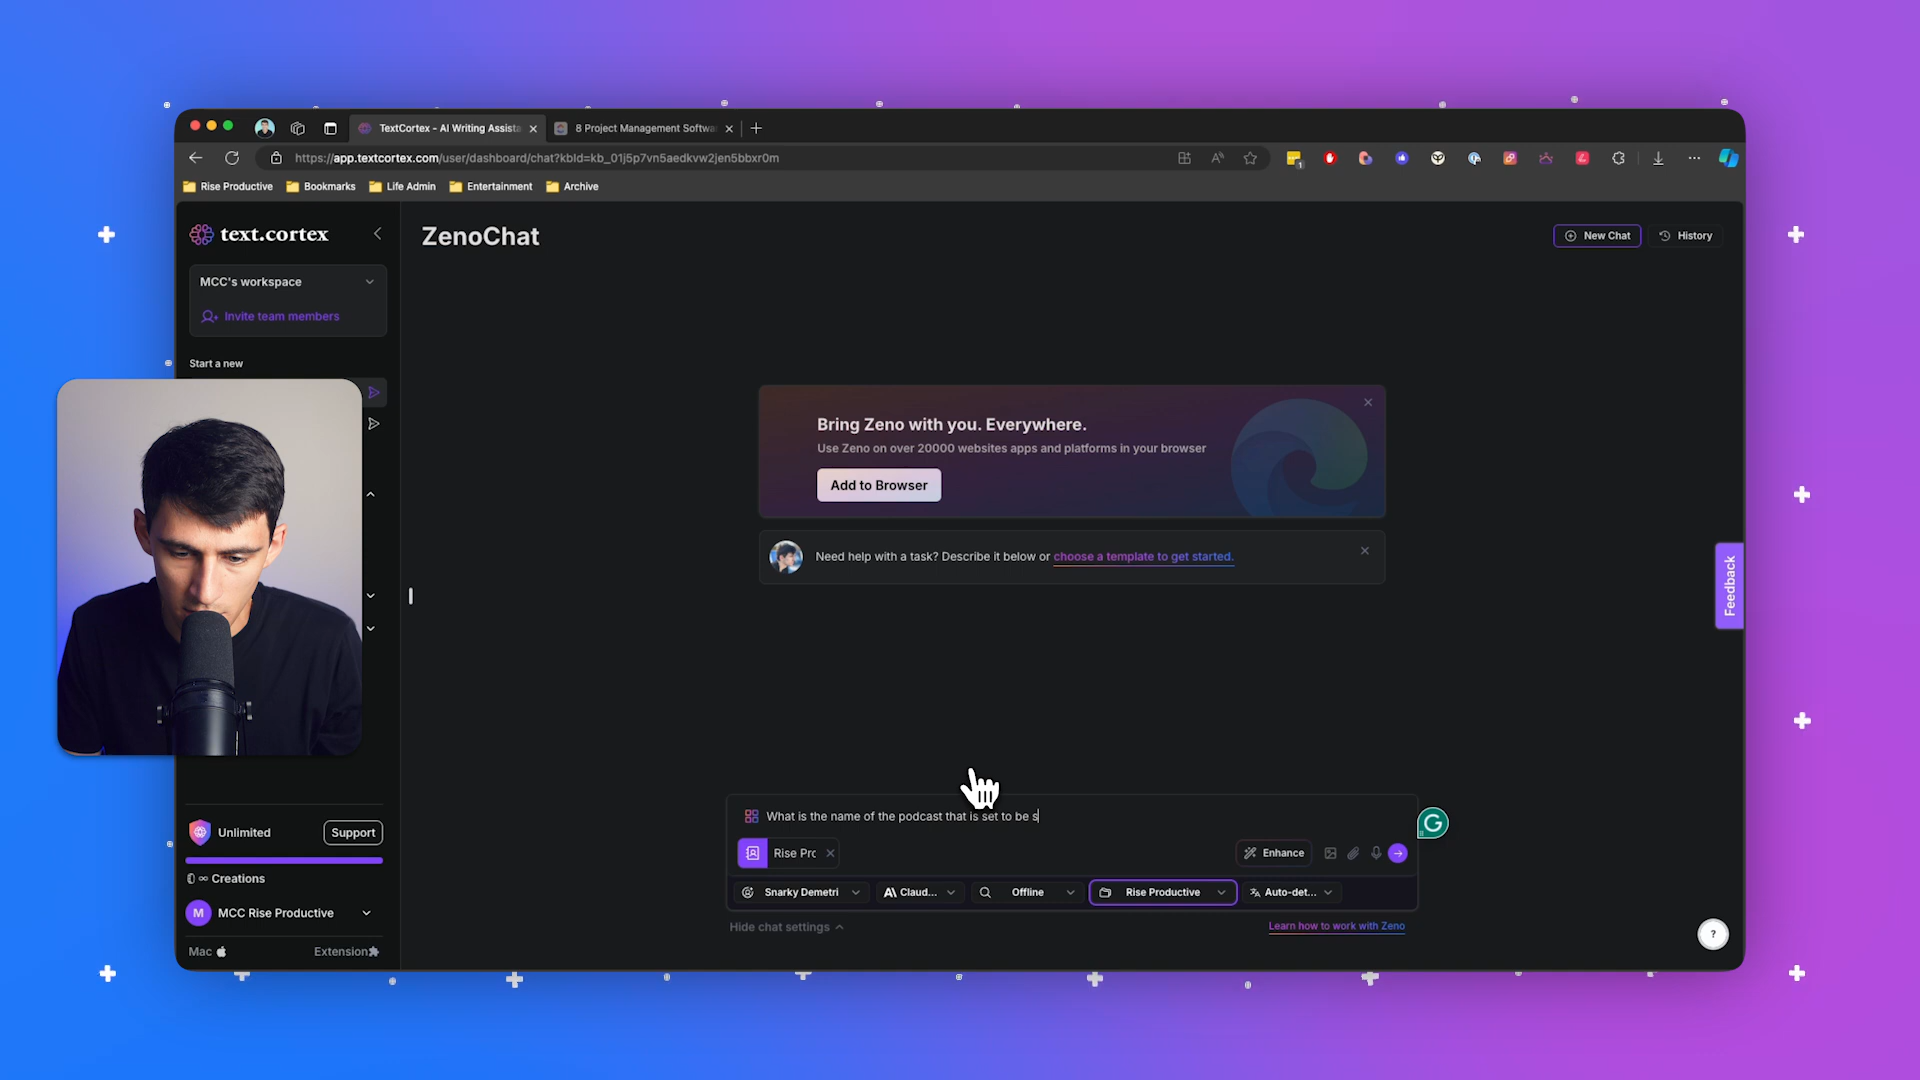 TextCortex - AI Writing Assista
8 Project Management Softwa
https://app.textcortex.com/user/dashboard/chat?kbId=kb_01j5p7vn5aedkvw2jen5bbxr0m
Rise Productive
Bookmarks
Life Admin
Entertainment
Archive
text.cortex
ZenoChat
New Chat
History
MCC's workspace
Invite team members
Start a new
Bring Zeno with you. Everywhere.
Use Zeno on over 20000 websites apps and platforms in your browser
Add to Browser
Need help with a task? Describe it below or choose a template to get started.
Feedback
What is the name of the podcast that is set to be s
Rise Prc
Enhance
Snarky Demetri
Claud...
Offline
Rise Productive
Auto-det...
Hide chat settings
Learn how to work with Zeno
Unlimited
Support
∞ Creations
M MCC Rise Productive
Mac
Extension
?